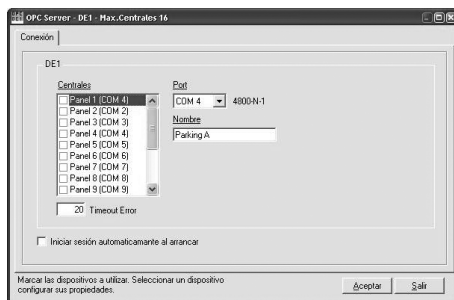 OPC Server - DE1 - Max.Centrales 16
Conexión
DE1
Centrales
Panel 1 (COM 4)
Panel 2 (COM 2)
Panel 3 (COM 3)
Panel 4 (COM 4)
Panel 5 (COM 5)
Panel 6 (COM 6)
Panel 7 (COM 7)
Panel 8 (COM 8)
Panel 9 (COM 9)
Port
COM 4 4800-N-1
Nombre
Parking A
20 Timeout Error
Iniciar sesión automaticamante al arrancar
Marcar las dispositivos a utilizar. Seleccionar un dispositivo
configurar sus propiedades.
Aceptar Salir